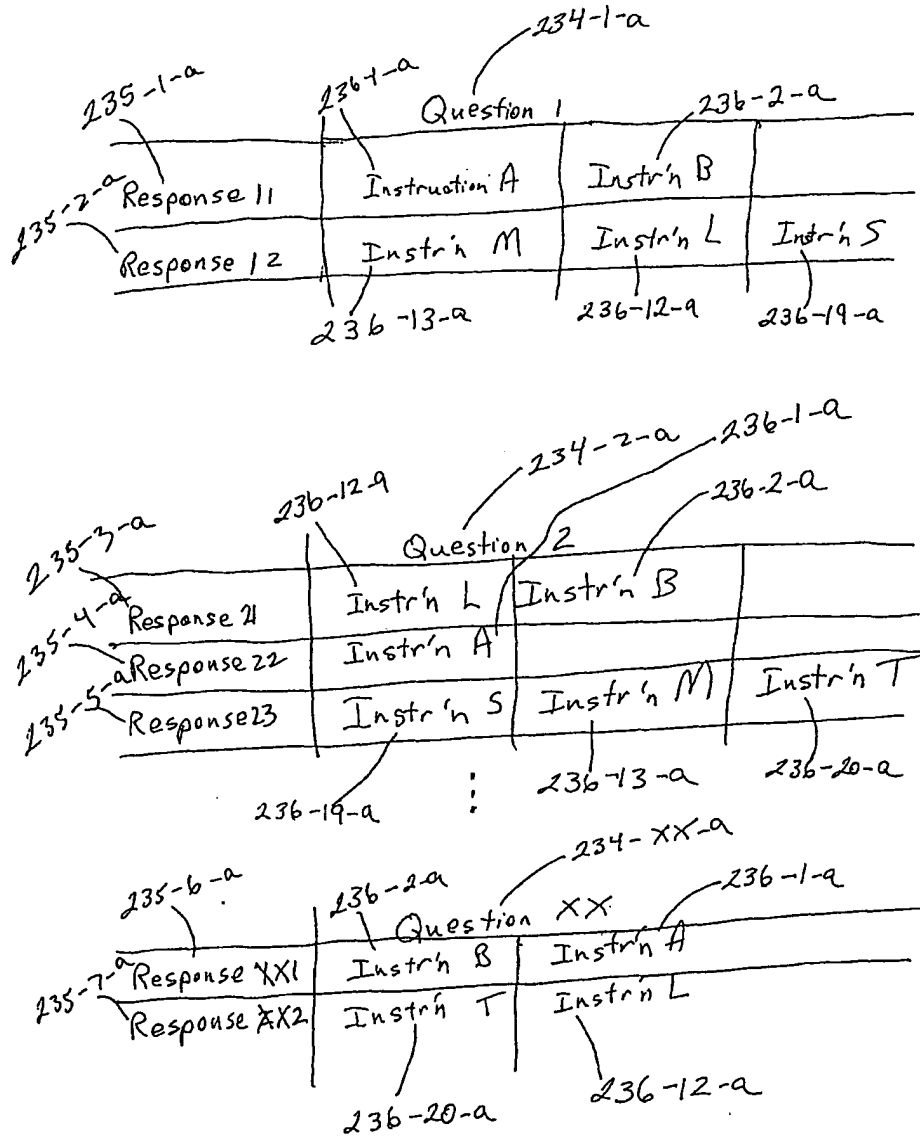 234-1-a
235-1-a 236-1-a 236-2-a
Question 1
235-2-a Response 11 Instruction A Instr'n B
Response 12 Instr'n M Instr'n L Instr'n S
236-13-a 236-12-a 236-19-a
234-2-a 236-1-a
236-12-a 236-2-a
235-3-a Question 2
Response 21 Instr'n L Instr'n B
235-4-a Response 22 Instr'n A
235-5-a Response 23 Instr'n S Instr'n M Instr'n T
236-19-a 236-13-a 236-20-a
234-XX-a
235-6-a 236-2-a 236-1-a
Question XX
Response XX1 Instr'n B Instr'n A
235-7-a Response XX2 Instr'n T Instr'n L
236-20-a 236-12-a